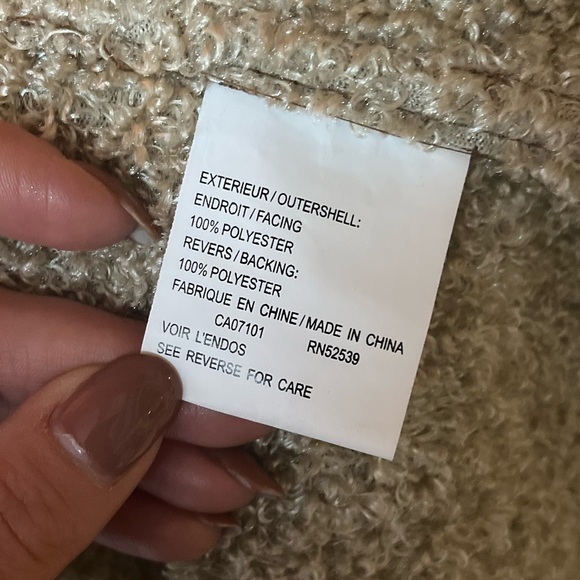 EXTERIEUR/OUTERSHELL:
ENDROIT/FACING
100% POLYESTER
REVERS/BACKING:
100% POLYESTER
FABRIQUE EN CHINE/MADE IN CHINA
CA07101 RN52539
VOIR L'ENDOS
SEE REVERSE FOR CARE